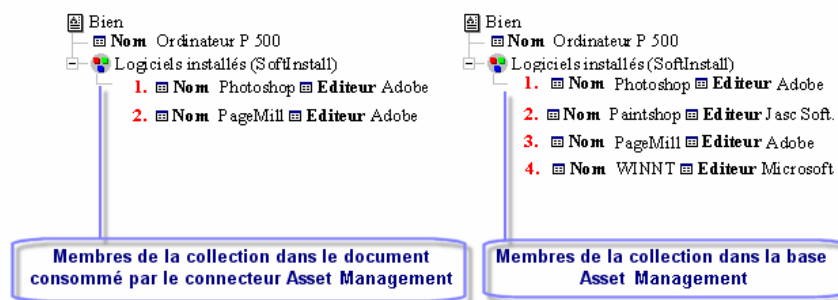 Bien
Nom Ordinateur P 500
Logiciels installés (SoftInstall)
1. Nom Photoshop Editeur Adobe
2. Nom PageMill Editeur Adobe
Membres de la collection dans le document
consommé par le connecteur Asset Management
Bien
Nom Ordinateur P 500
Logiciels installés (SoftInstall)
1. Nom Photoshop Editeur Adobe
2. Nom Paintshop Editeur Jasc Soft.
3. Nom PageMill Editeur Adobe
4. Nom WINNT Editeur Microsoft
Membres de la collection dans la base
Asset Management